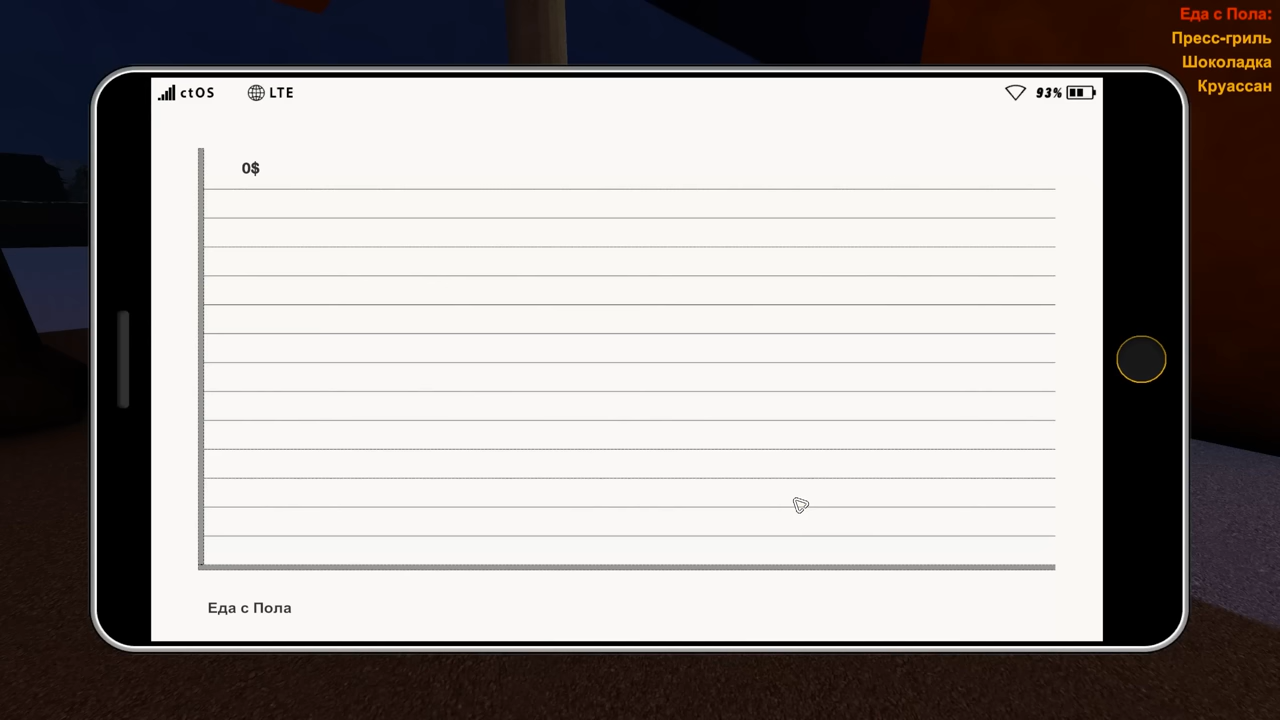 Еда с Пола:
Пресс-гриль
Шоколадка
Круассан
ctOS LTE 93%
0$
Еда с Пола